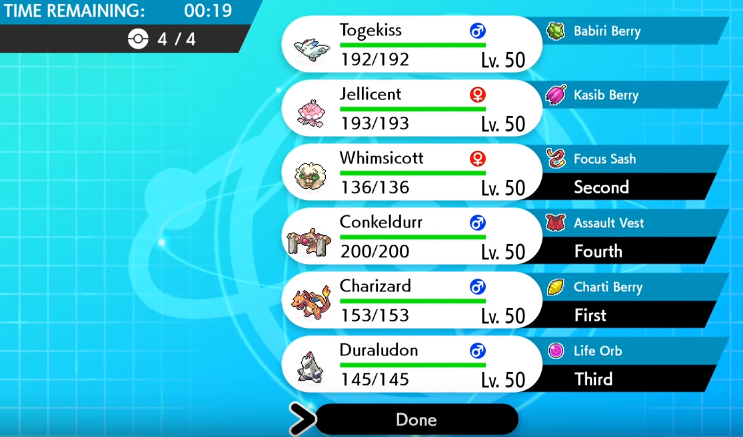 TIME REMAINING: 00:19
4 / 4
Togekiss ♂ Babiri Berry
192/192 Lv. 50
Jellicent ♀ Kasib Berry
193/193 Lv. 50
Whimsicott ♀ Focus Sash
136/136 Lv. 50 Second
Conkeldurr ♂ Assault Vest
200/200 Lv. 50 Fourth
Charizard ♂ Charti Berry
153/153 Lv. 50 First
Duraludon ♂ Life Orb
145/145 Lv. 50 Third
Done